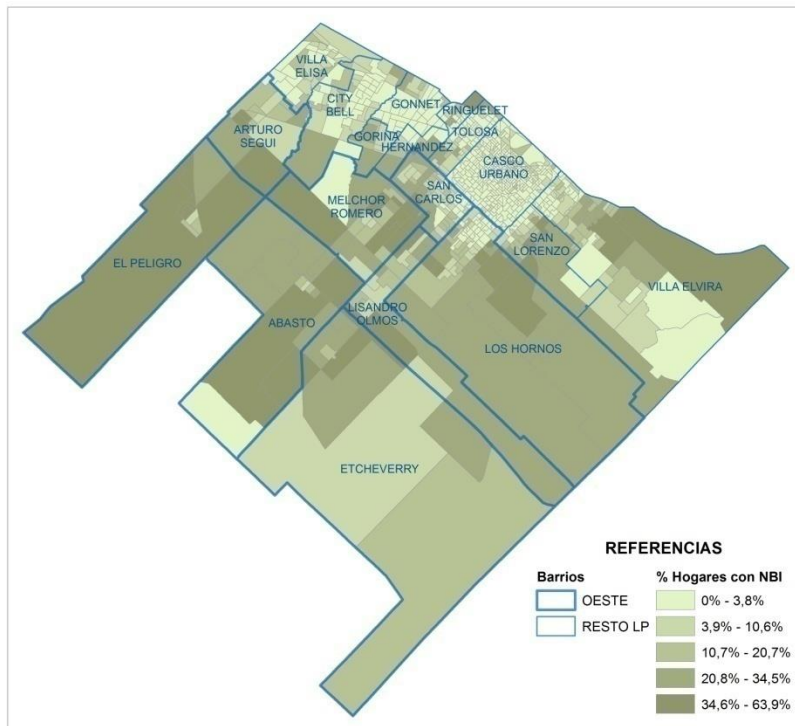 VILLA
ELISA
CITY
BELL
GONNET
RINGUELET
TOLOSA
ARTURO
SEGUI
GORINA
HERNANDEZ
CASCO
URBANO
MELCHOR
ROMERO
SAN
CARLOS
SAN
LORENZO
EL PELIGRO
VILLA ELVIRA
ABASTO
LISANDRO
OLMOS
LOS HORNOS
ETCHEVERRY
REFERENCIAS
Barrios
OESTE
RESTO LP
% Hogares con NBI
0% - 3,8%
3,9% - 10,6%
10,7% - 20,7%
20,8% - 34,5%
34,6% - 63,9%